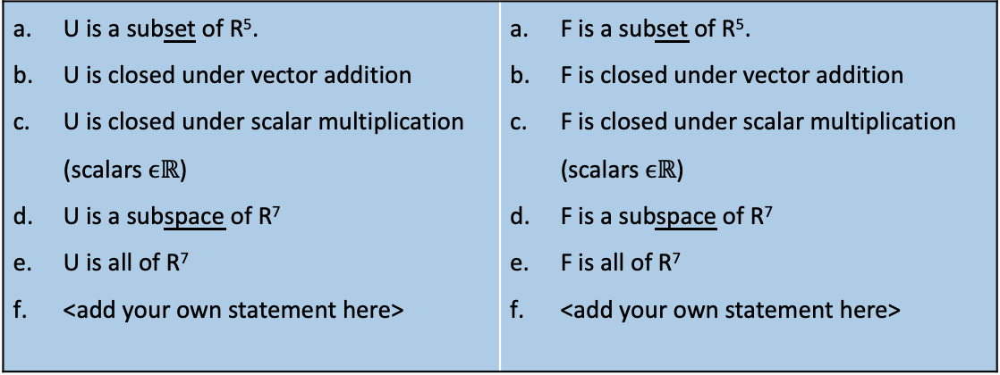 a. U is a subset of R⁵.
b. U is closed under vector addition
c. U is closed under scalar multiplication
(scalars ϵℝ)
d. U is a subspace of R⁷
e. U is all of R⁷
f. <add your own statement here>
a. F is a subset of R⁵.
b. F is closed under vector addition
c. F is closed under scalar multiplication
(scalars ϵℝ)
d. F is a subspace of R⁷
e. F is all of R⁷
f. <add your own statement here>